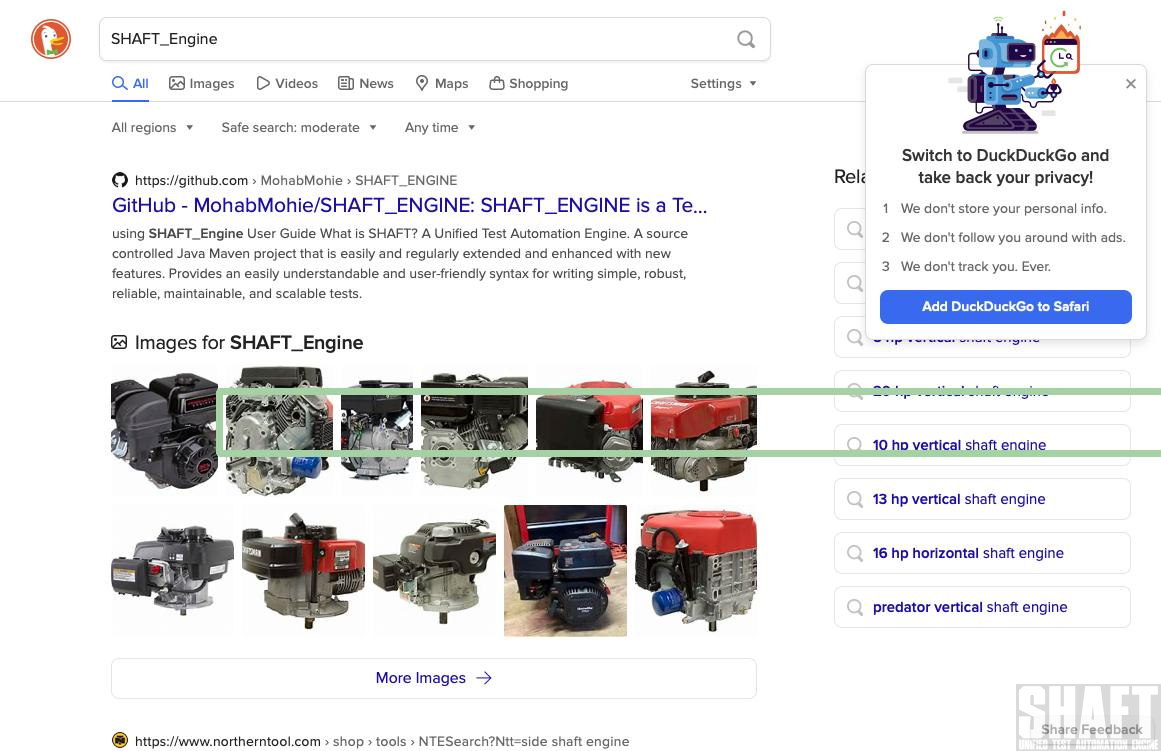 SHAFT_Engine
All
Images
Videos
News
Maps
Shopping
Settings
All regions
Safe search: moderate
Any time
https://github.com › MohabMohie › SHAFT_ENGINE
GitHub - MohabMohie/SHAFT_ENGINE: SHAFT_ENGINE is a Te...
using SHAFT_Engine User Guide What is SHAFT? A Unified Test Automation Engine. A source
controlled Java Maven project that is easily and regularly extended and enhanced with new
features. Provides an easily understandable and user-friendly syntax for writing simple, robust,
reliable, maintainable, and scalable tests.
Images for SHAFT_Engine
CRAFTSMAN
More Images
https://www.northerntool.com › shop › tools › NTESearch?Ntt=side shaft engine
Switch to DuckDuckGo and
take back your privacy!
1 We don't store your personal info.
2 We don't follow you around with ads.
3 We don't track you. Ever.
Add DuckDuckGo to Safari
Rela
hp vertical shaft engine
20 hp vertical shaft engine
10 hp vertical shaft engine
13 hp vertical shaft engine
16 hp horizontal shaft engine
predator vertical shaft engine
SHAFT
Share Feedback
UNIFIED TEST AUTOMATION ENGINE